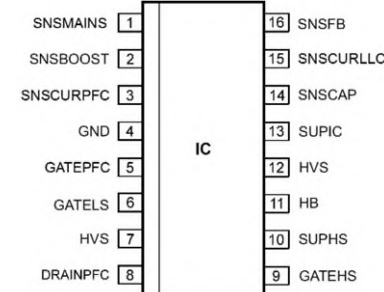 SNSMAINS 1
SNSBOOST 2
SNSCURPFC 3
GND 4
GATEPFC 5
GATELS 6
HVS 7
DRAINPFC 8
IC
16 SNSFB
15 SNSCURLLC
14 SNSCAP
13 SUPIC
12 HVS
11 HB
10 SUPHS
9 GATEHS